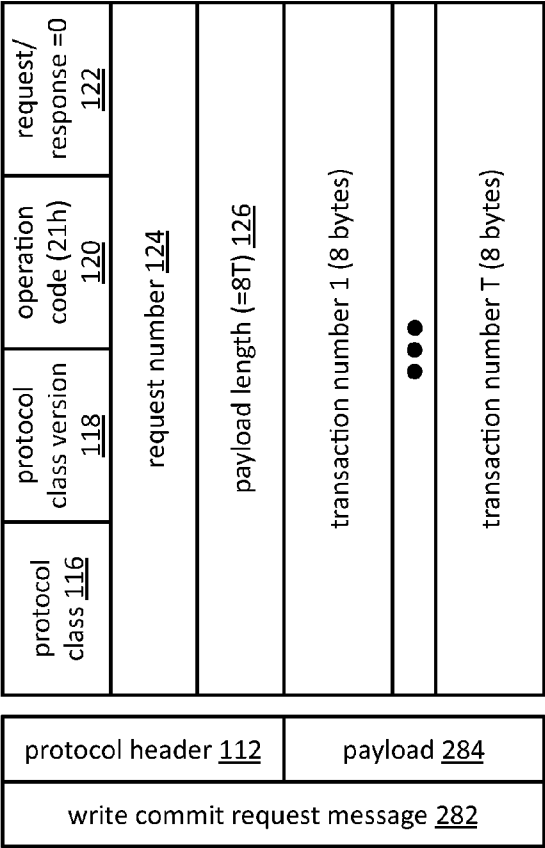 protocol
class 116
protocol
class version
118
operation
code (21h)
120
request/
response =0
122
request number 124
payload length (=8T) 126
transaction number 1 (8 bytes)
transaction number T (8 bytes)
protocol header 112
payload 284
write commit request message 282